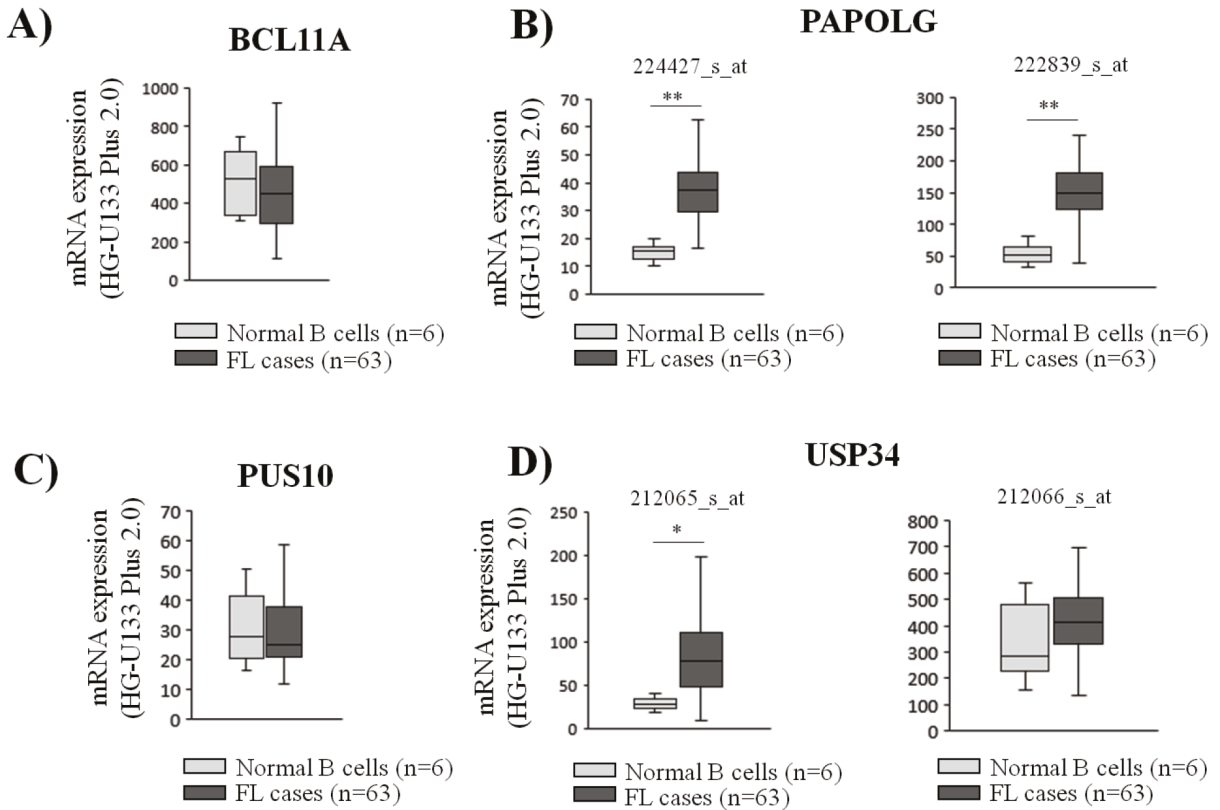 A)
BCL11A
mRNA expression
(HG-U133 Plus 2.0)
1000
800
600
400
200
0
Normal B cells (n=6)
FL cases (n=63)
B)
PAPOLG
224427_s_at
mRNA expression
(HG-U133 Plus 2.0)
70
60
50
40
30
20
10
0
**
Normal B cells (n=6)
FL cases (n=63)
222839_s_at
300
250
200
150
100
50
0
**
Normal B cells (n=6)
FL cases (n=63)
C)
PUS10
mRNA expression
(HG-U133 Plus 2.0)
70
60
50
40
30
20
10
0
Normal B cells (n=6)
FL cases (n=63)
D)
USP34
212065_s_at
mRNA expression
(HG-U133 Plus 2.0)
250
200
150
100
50
0
*
Normal B cells (n=6)
FL cases (n=63)
212066_s_at
800
700
600
500
400
300
200
100
0
Normal B cells (n=6)
FL cases (n=63)